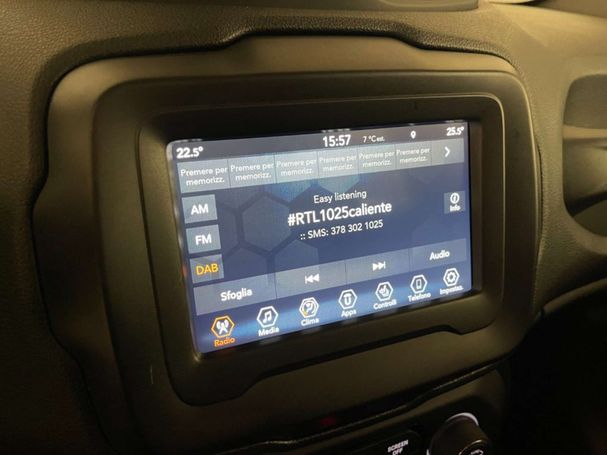 22.5° 15:57 7 °C est. 25.5°
Premere per Premere per Premere per Premere per Premere per Premere per
memorizz. memorizz. memorizz. memorizz. memorizz. memorizz.
AM
FM
DAB
Easy listening
#RTL1025caliente
:: SMS: 378 302 1025
Info
Sfoglia
Audio
Radio Media Clima Apps Controlli Telefono Impostaz.
SCREEN
OFF